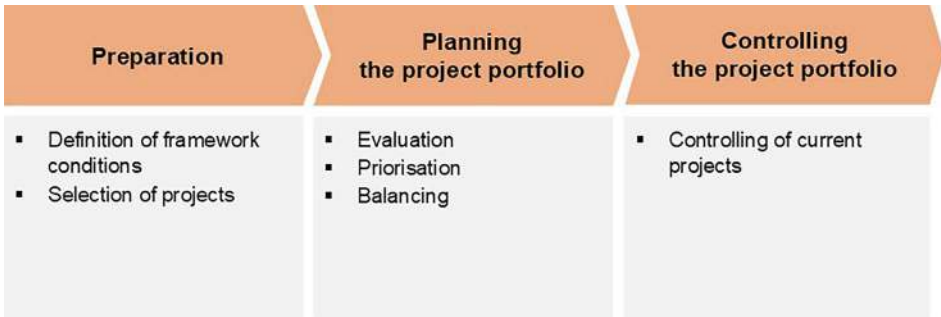 Preparation
Planning
the project portfolio
Controlling
the project portfolio
▪ Definition of framework
conditions
▪ Selection of projects
▪ Evaluation
▪ Priorisation
▪ Balancing
▪ Controlling of current
projects